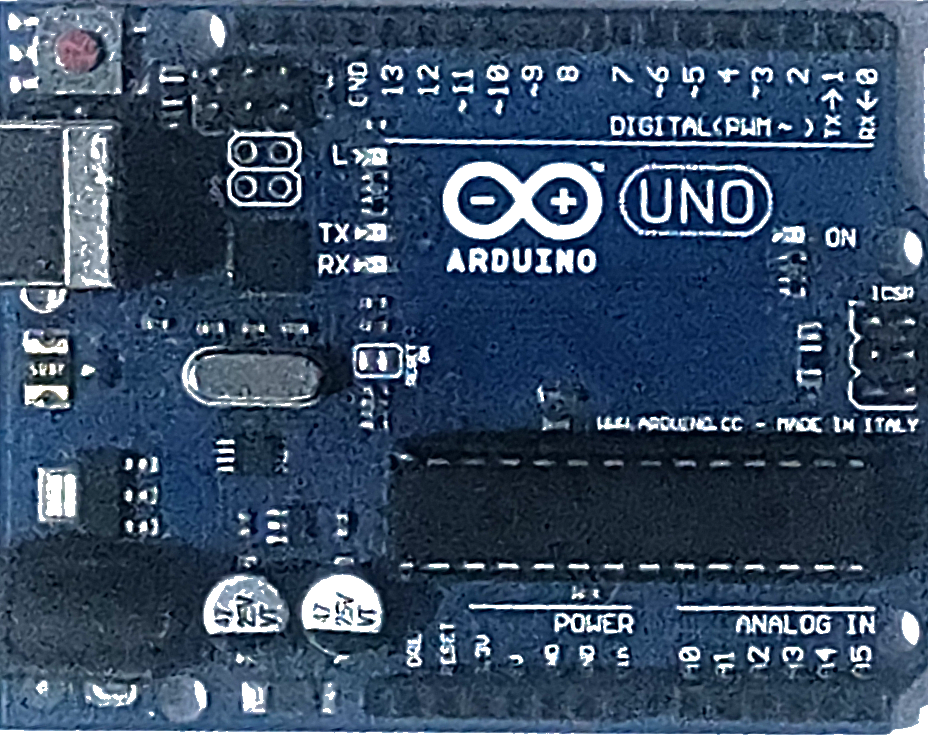 GND 13 12 ~11 ~10 ~9 8 7 ~6 ~5 4 ~3 2 TX→1 RX←0
DIGITAL(PWM ~ )
L
UNO
TX
RX
ARDUINO
ON
ICSP
WWW.ARDUINO.CC - MADE IN ITALY
POWER
ANALOG IN